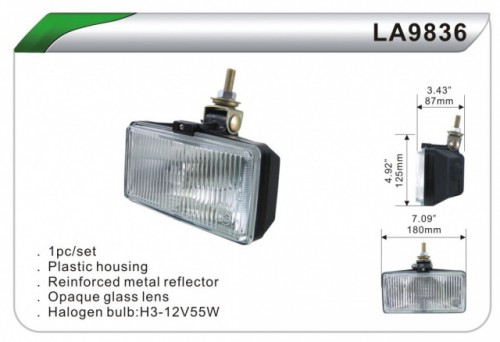 LA9836
3.43"
87mm
4.92"
125mm
7.09"
180mm
. 1pc/set
. Plastic housing
. Reinforced metal reflector
. Opaque glass lens
. Halogen bulb:H3-12V55W